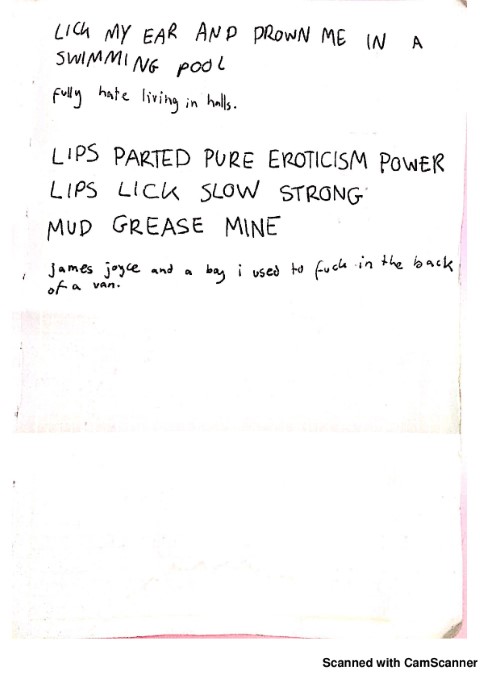 LICK MY EAR AND DROWN ME IN A
SWIMMING POOL
fully hate living in halls.
LIPS PARTED PURE EROTICISM POWER
LIPS LICK SLOW STRONG
MUD GREASE MINE
james joyce and a boy i used to fuck in the back
of a van.
Scanned with CamScanner